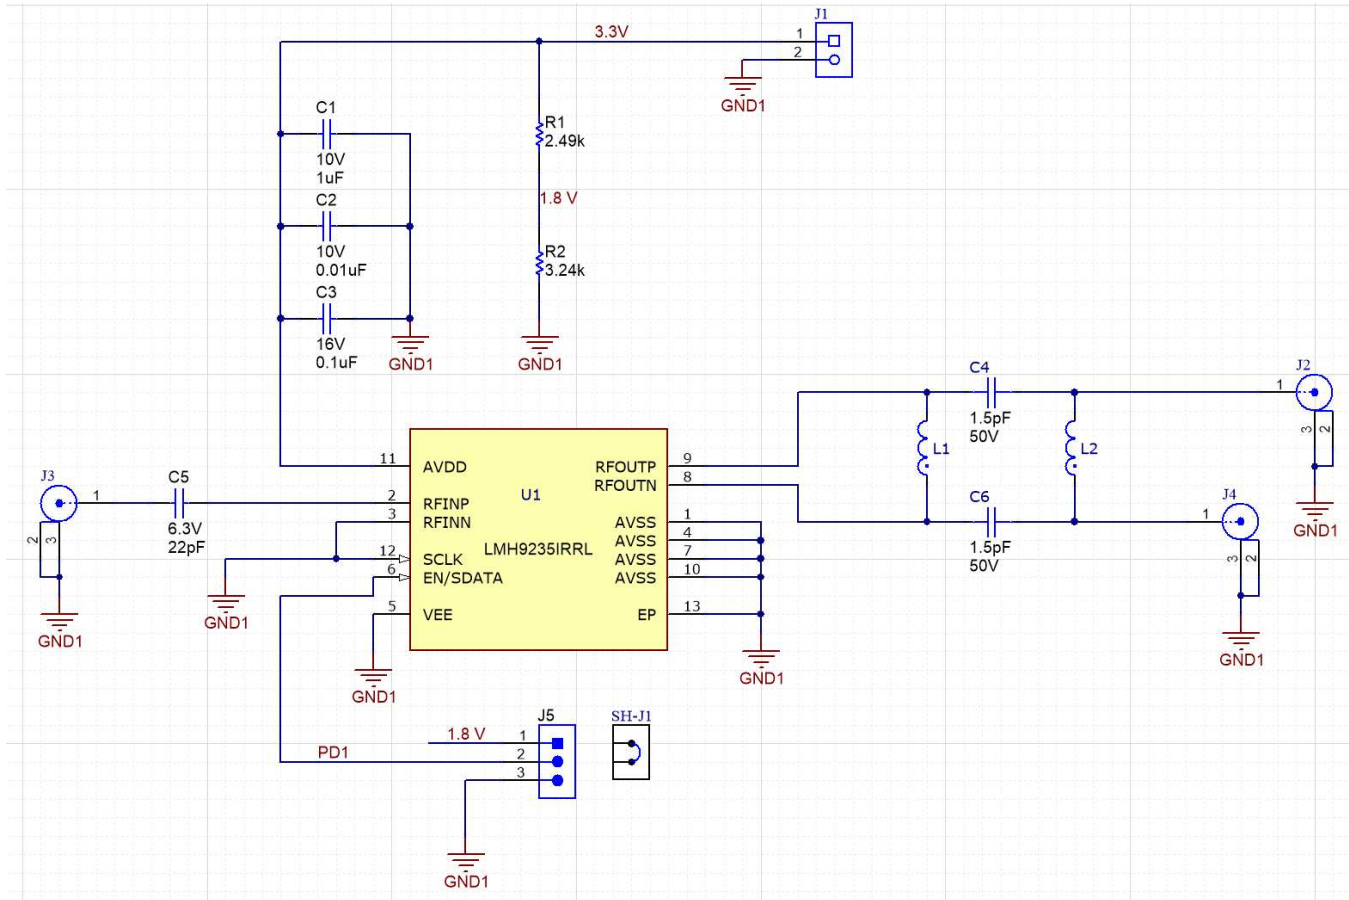 J1
3.3V
1
2
GND1
C1
10V
1uF
R1
2.49k
1.8 V
C2
10V
0.01uF
R2
3.24k
C3
16V
0.1uF
GND1
GND1
C4
1.5pF
50V
J2
1
3
2
GND1
L1
L2
J3
1
2
3
GND1
C5
6.3V
22pF
11
AVDD
2
RFINP
3
RFINN
12
SCLK
6
EN/SDATA
5
VEE
U1
LMH9235IRRL
RFOUTP
9
RFOUTN
8
AVSS
1
AVSS
4
AVSS
7
AVSS
10
EP
13
GND1
GND1
GND1
C6
1.5pF
50V
J4
1
3
2
GND1
J5
SH-J1
1.8 V
1
PD1
2
3
GND1